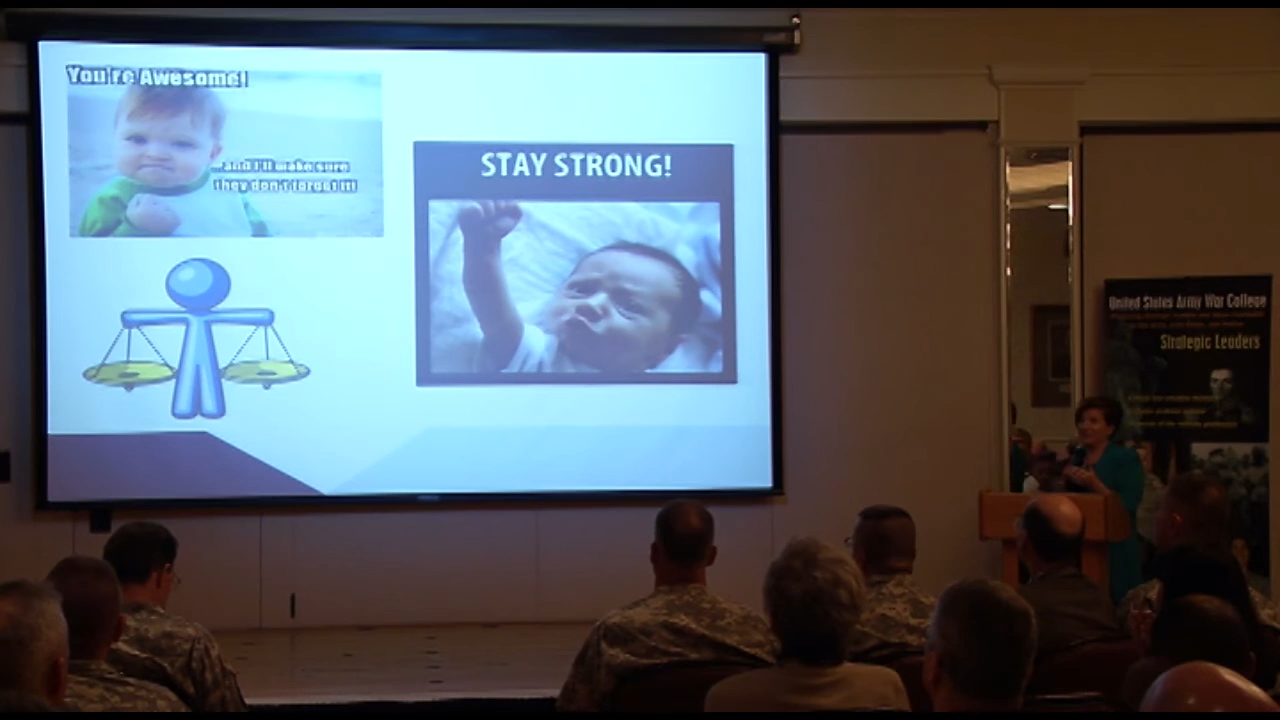 You're Awesome!
...and I'll make sure
they don't forget it!
STAY STRONG!
United States Army War College
Strategic Leaders